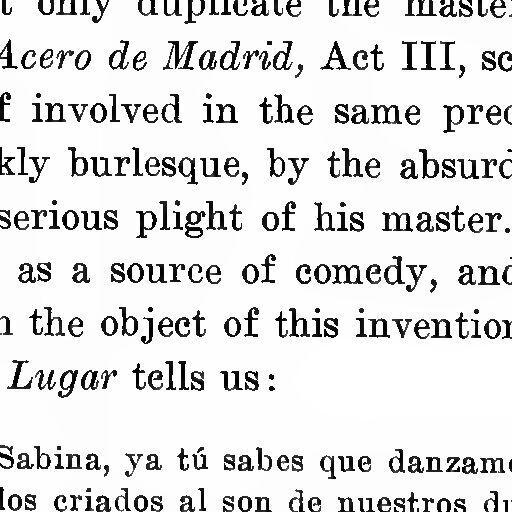 only duplicate the master
Acero de Madrid, Act III, sc
f involved in the same pred
kly burlesque, by the absurd
serious plight of his master.
as a source of comedy, and
n the object of this invention
Lugar tells us:
Sabina, ya tú sabes que danzamo
los criados al son de nuestros du